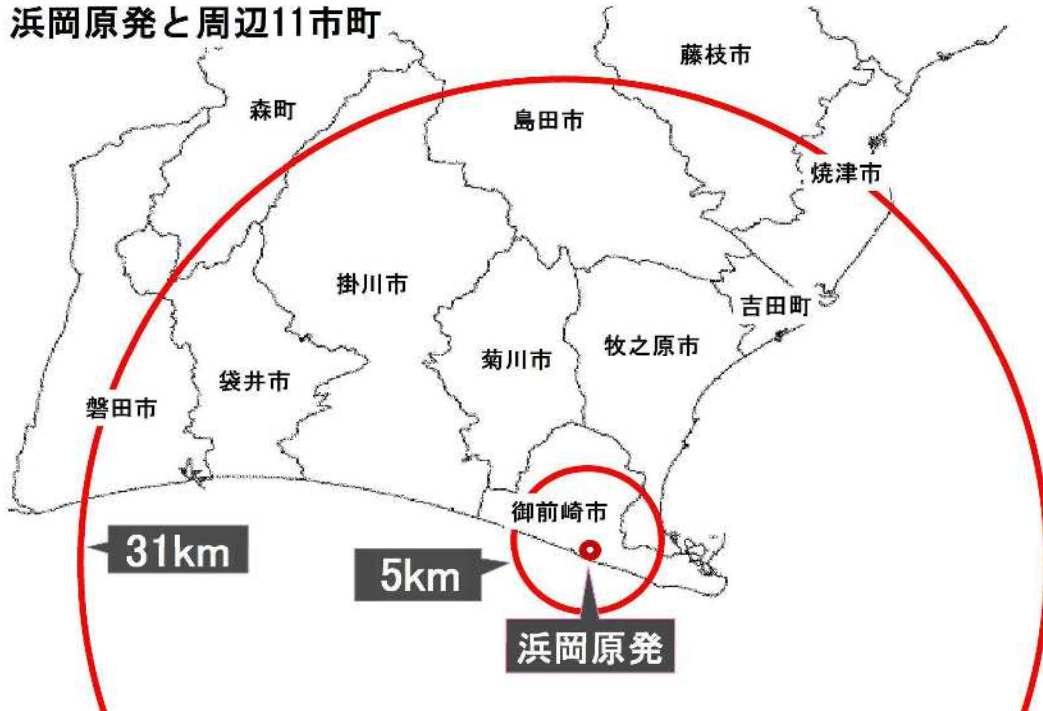 浜岡原発と周辺11市町
藤枝市
森町
島田市
焼津市
掛川市
吉田町
牧之原市
菊川市
袋井市
磐田市
御前崎市
31km
5km
浜岡原発